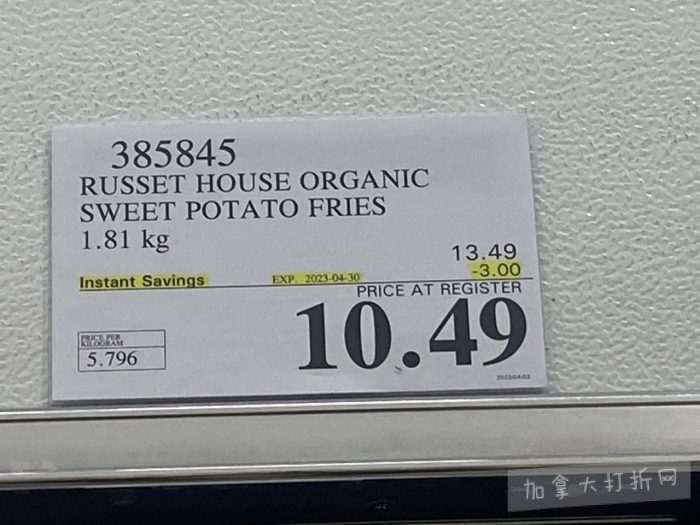 385845
RUSSET HOUSE ORGANIC
SWEET POTATO FRIES
1.81 kg
13.49
Instant Savings EXP. 2023-04-30 -3.00
PRICE AT REGISTER
10.49
PRICE PER
KILOGRAM
5.796
加拿大打折网